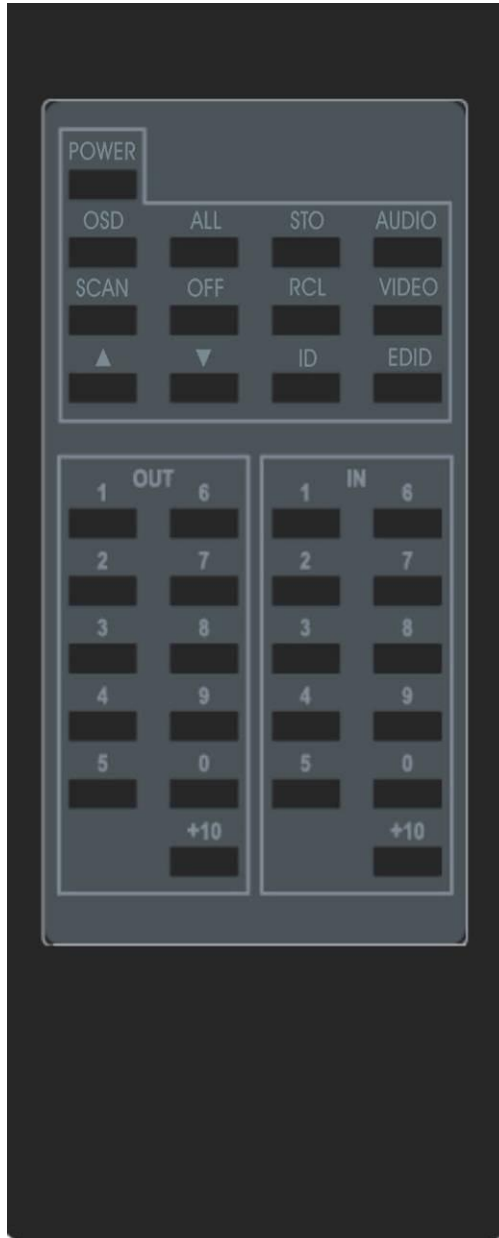 POWER
OSD ALL STO AUDIO
SCAN OFF RCL VIDEO
▲ ▼ ID EDID
OUT IN
1 6 1 6
2 7 2 7
3 8 3 8
4 9 4 9
5 0 5 0
+10 +10